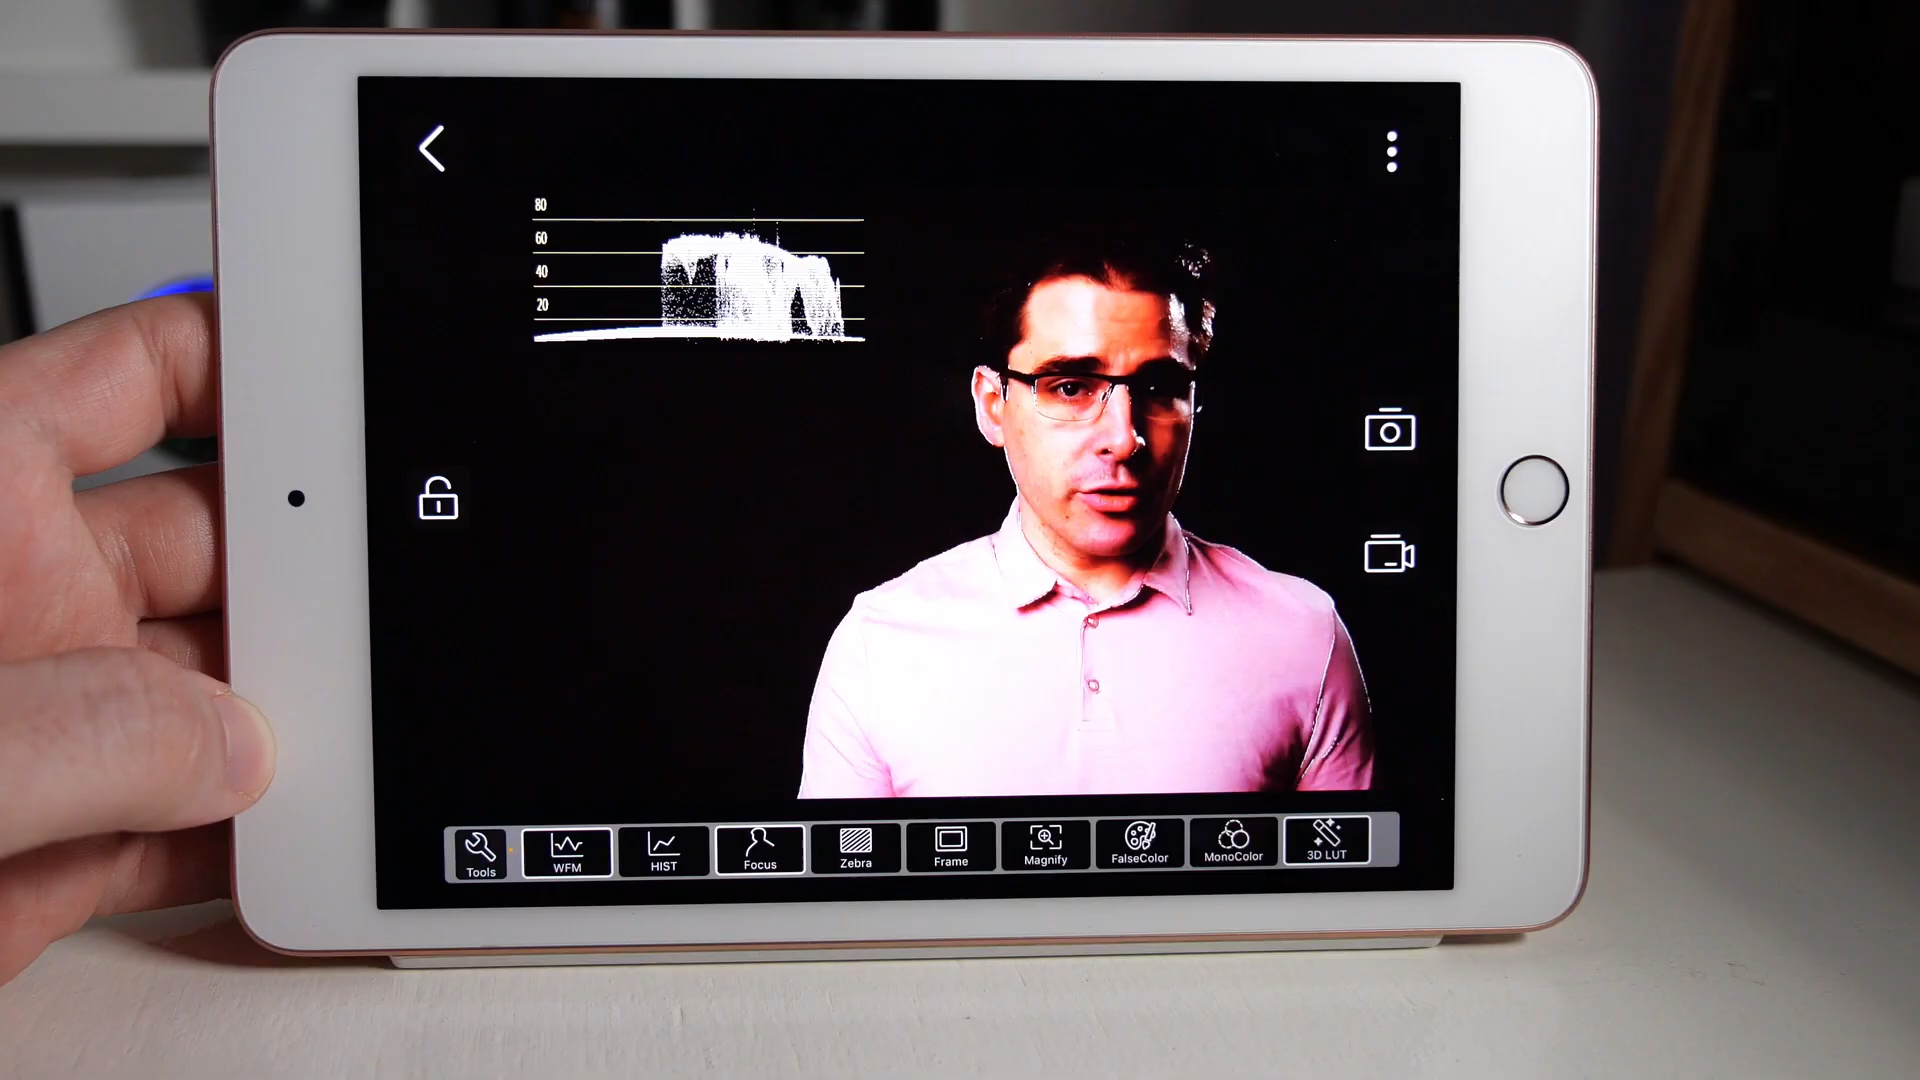 80
60
40
20
Tools
WFM
HIST
Focus
Zebra
Frame
Magnify
FalseColor
MonoColor
3D LUT